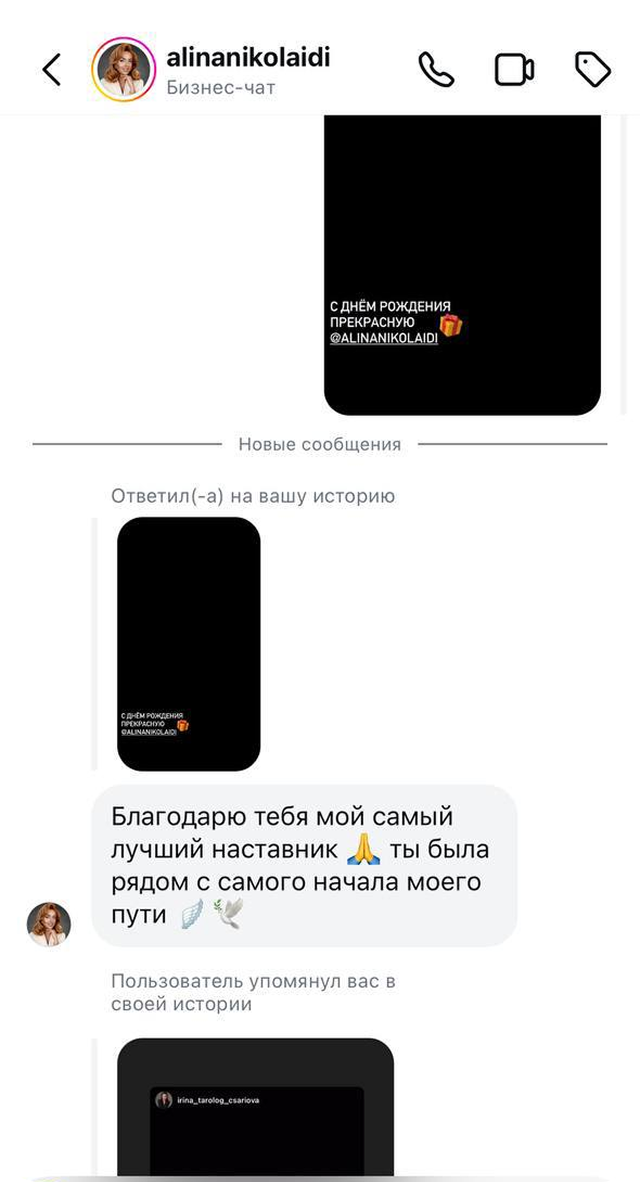 alinanikolaidi
Бизнес-чат
С ДНЁМ РОЖДЕНИЯ
ПРЕКРАСНУЮ
@ALINANIKOLAIDI
Новые сообщения
Ответил(-а) на вашу историю
С ДНЁМ РОЖДЕНИЯ
ПРЕКРАСНУЮ
@ALINANIKOLAIDI
Благодарю тебя мой самый
лучший наставник 🙏 ты была
рядом с самого начала моего
пути 🪽🕊️
Пользователь упомянул вас в
своей истории
irina_tarolog_csariova